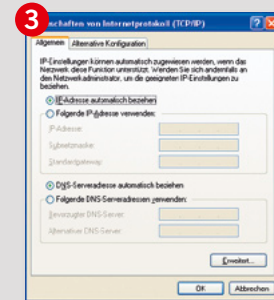 3
schaften von Internetprotokoll (TCP/IP)
Allgemein Alternative Konfiguration
IP-Einstellungen können automatisch zugewiesen werden, wenn das
Netzwerk diese Funktion unterstützt. Wenden Sie sich andernfalls an
den Netzwerkadministrator, um die geeigneten IP-Einstellungen zu
beziehen.
IP-Adresse automatisch beziehen
Folgende IP-Adresse verwenden:
IP-Adresse:
Subnetzmaske:
Standardgateway:
DNS-Serveradresse automatisch beziehen
Folgende DNS-Serveradressen verwenden:
Bevorzugter DNS-Server:
Alternativer DNS-Server:
Erweitert...
OK Abbrechen